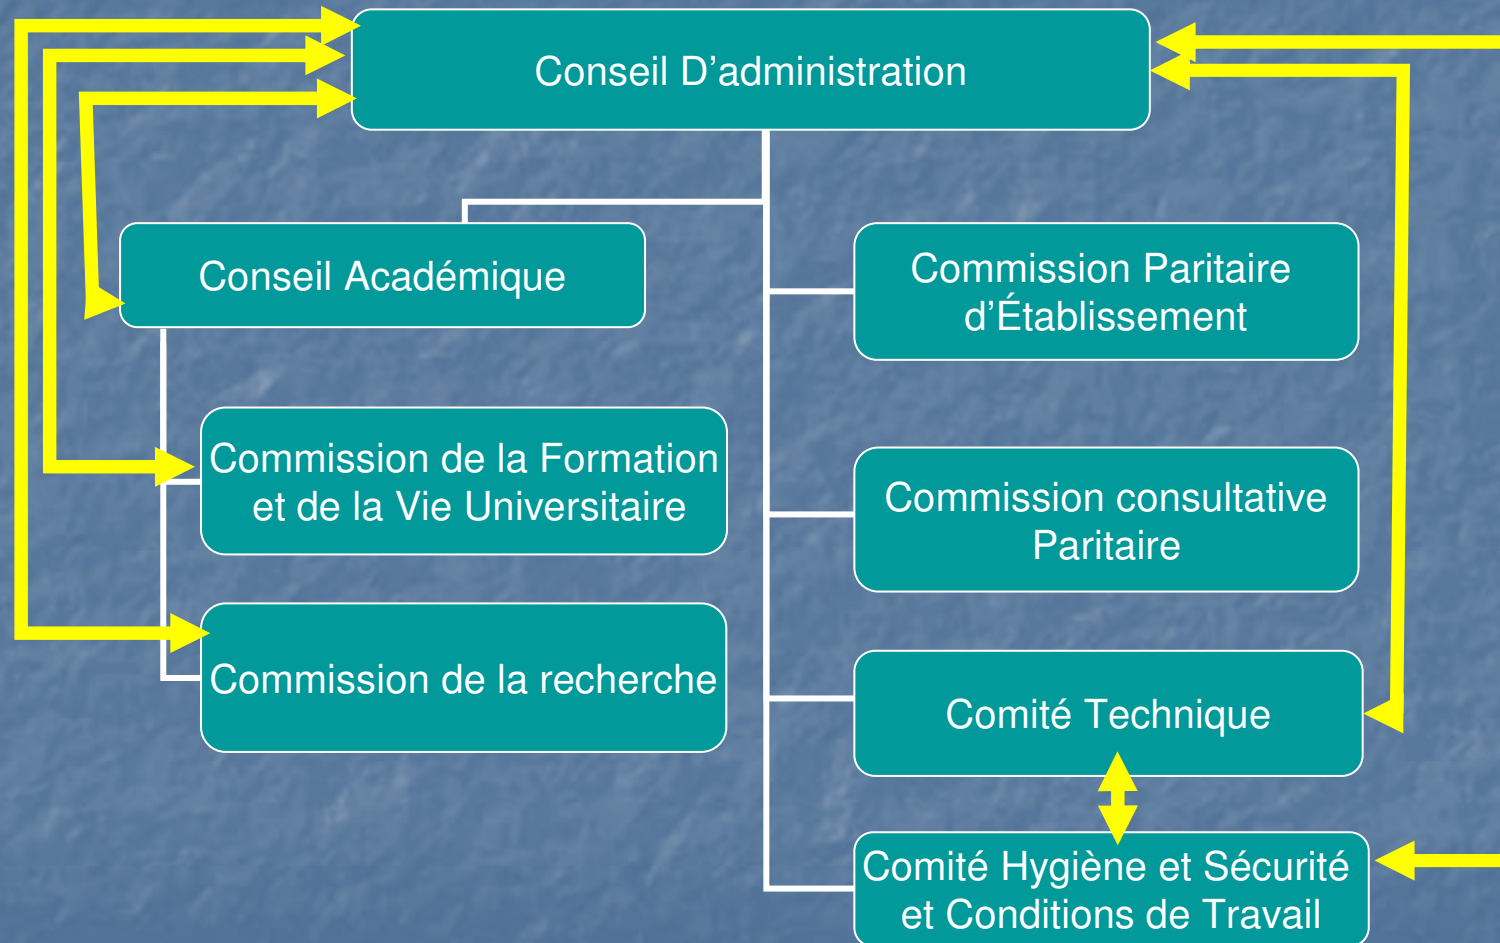 Conseil D'administration
Conseil Académique
Commission de la Formation
et de la Vie Universitaire
Commission de la recherche
Commission Paritaire
d'Établissement
Commission consultative
Paritaire
Comité Technique
Comité Hygiène et Sécurité
et Conditions de Travail